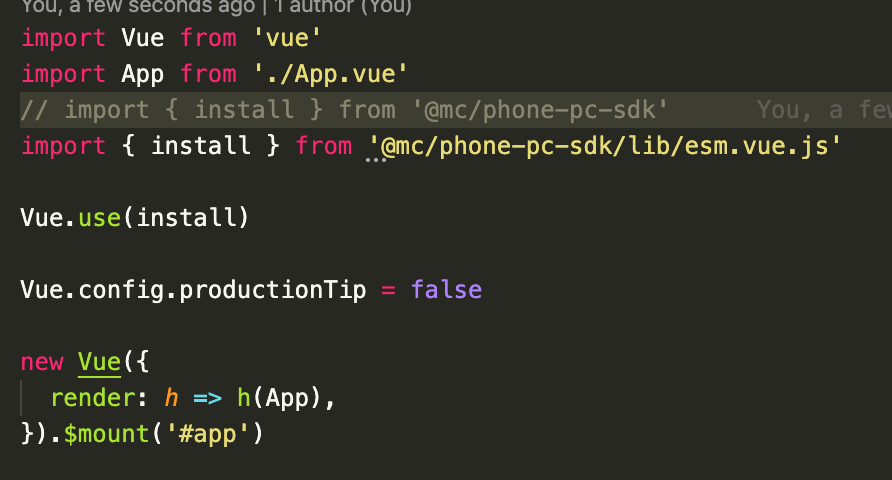 You, a few seconds ago | 1 author (You)
import Vue from 'vue'
import App from './App.vue'
// import { install } from '@mc/phone-pc-sdk' You, a few
import { install } from '@mc/phone-pc-sdk/lib/esm.vue.js'
Vue.use(install)
Vue.config.productionTip = false
new Vue({
render: h => h(App),
}).$mount('#app')